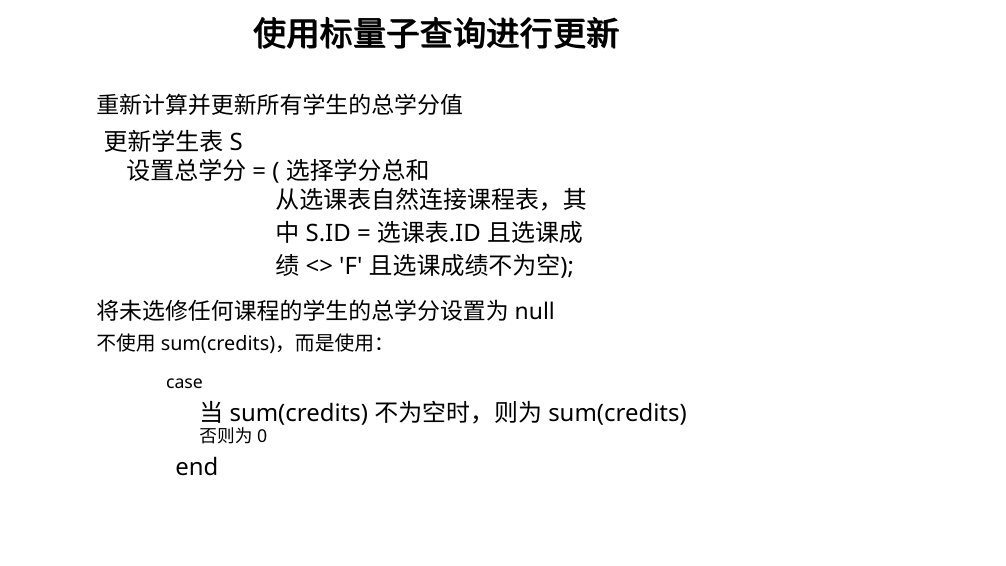 使用标量子查询进行更新
重新计算并更新所有学生的总学分值
更新学生表 S
设置总学分 = ( 选择学分总和
从选课表自然连接课程表，其
中 S.ID = 选课表.ID 且选课成
绩 <> 'F' 且选课成绩不为空);
将未选修任何课程的学生的总学分设置为 null
不使用 sum(credits)，而是使用：
case
当 sum(credits) 不为空时，则为 sum(credits)
否则为 0
end